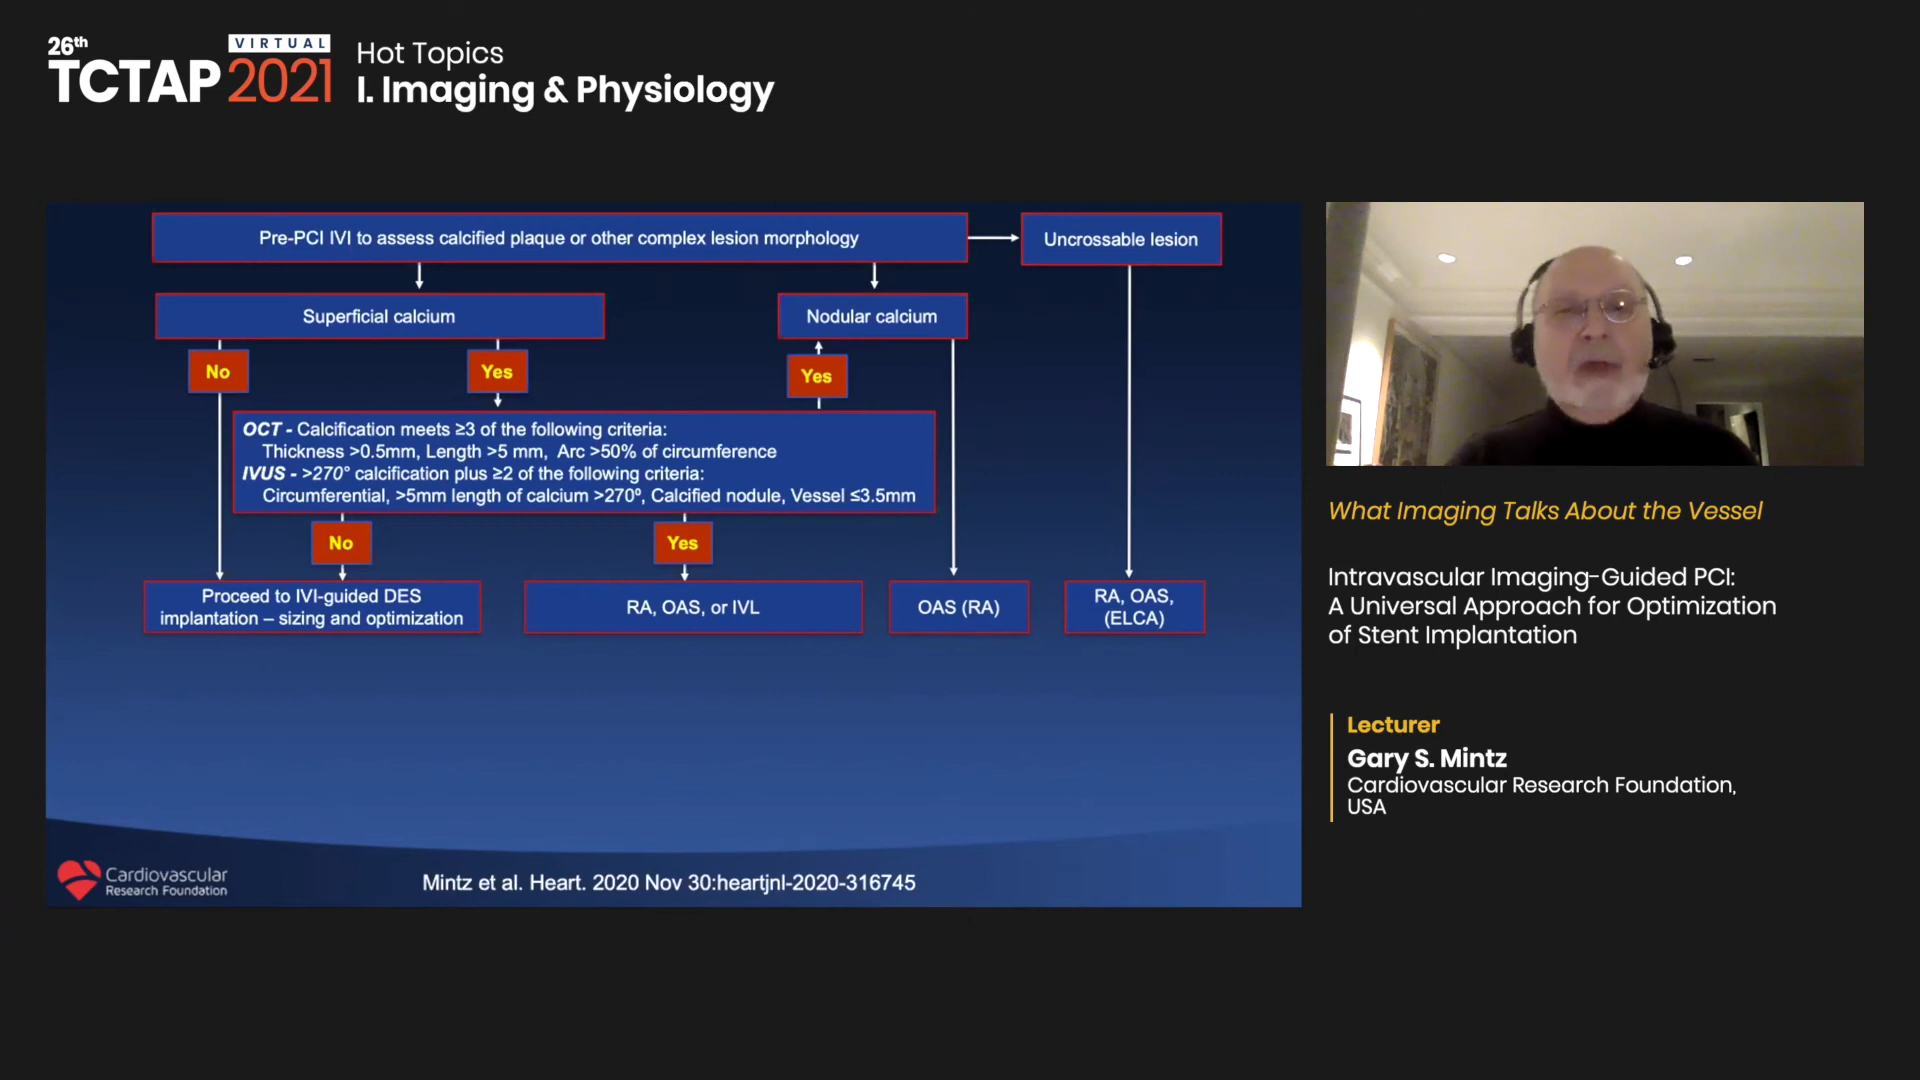 26th
VIRTUAL
TCTAP 2021
Hot Topics
I. Imaging & Physiology
Pre-PCI IVI to assess calcified plaque or other complex lesion morphology
Uncrossable lesion
Superficial calcium
Nodular calcium
No
Yes
Yes
OCT - Calcification meets ≥3 of the following criteria:
Thickness >0.5mm, Length >5 mm, Arc >50% of circumference
IVUS - >270° calcification plus ≥2 of the following criteria:
Circumferential, >5mm length of calcium >270º, Calcified nodule, Vessel ≤3.5mm
No
Yes
Proceed to IVI-guided DES
implantation – sizing and optimization
RA, OAS, or IVL
OAS (RA)
RA, OAS,
(ELCA)
Cardiovascular
Research Foundation
Mintz et al. Heart. 2020 Nov 30:heartjnl-2020-316745
What Imaging Talks About the Vessel
Intravascular Imaging-Guided PCI:
A Universal Approach for Optimization
of Stent Implantation
Lecturer
Gary S. Mintz
Cardiovascular Research Foundation,
USA